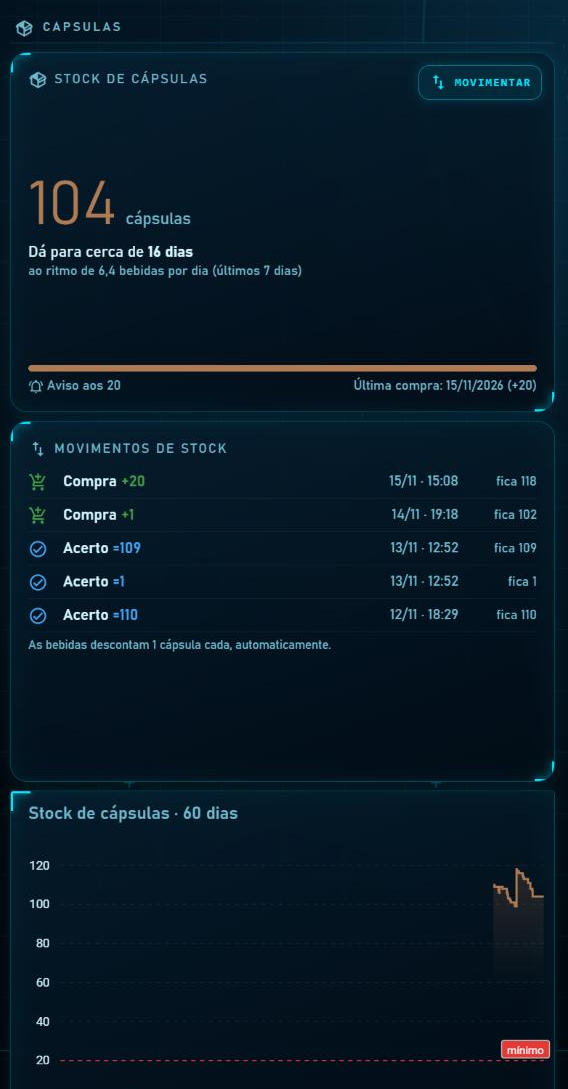 CÁPSULAS
STOCK DE CÁPSULAS
MOVIMENTAR
104 cápsulas
Dá para cerca de 16 dias
ao ritmo de 6,4 bebidas por dia (últimos 7 dias)
Aviso aos 20 Última compra: 15/11/2026 (+20)
MOVIMENTOS DE STOCK
Compra +20 15/11 · 15:08 fica 118
Compra +1 14/11 · 19:18 fica 102
Acerto =109 13/11 · 12:52 fica 109
Acerto =1 13/11 · 12:52 fica 1
Acerto =110 12/11 · 18:29 fica 110
As bebidas descontam 1 cápsula cada, automaticamente.
Stock de cápsulas · 60 dias
120
100
80
60
40
mínimo
20